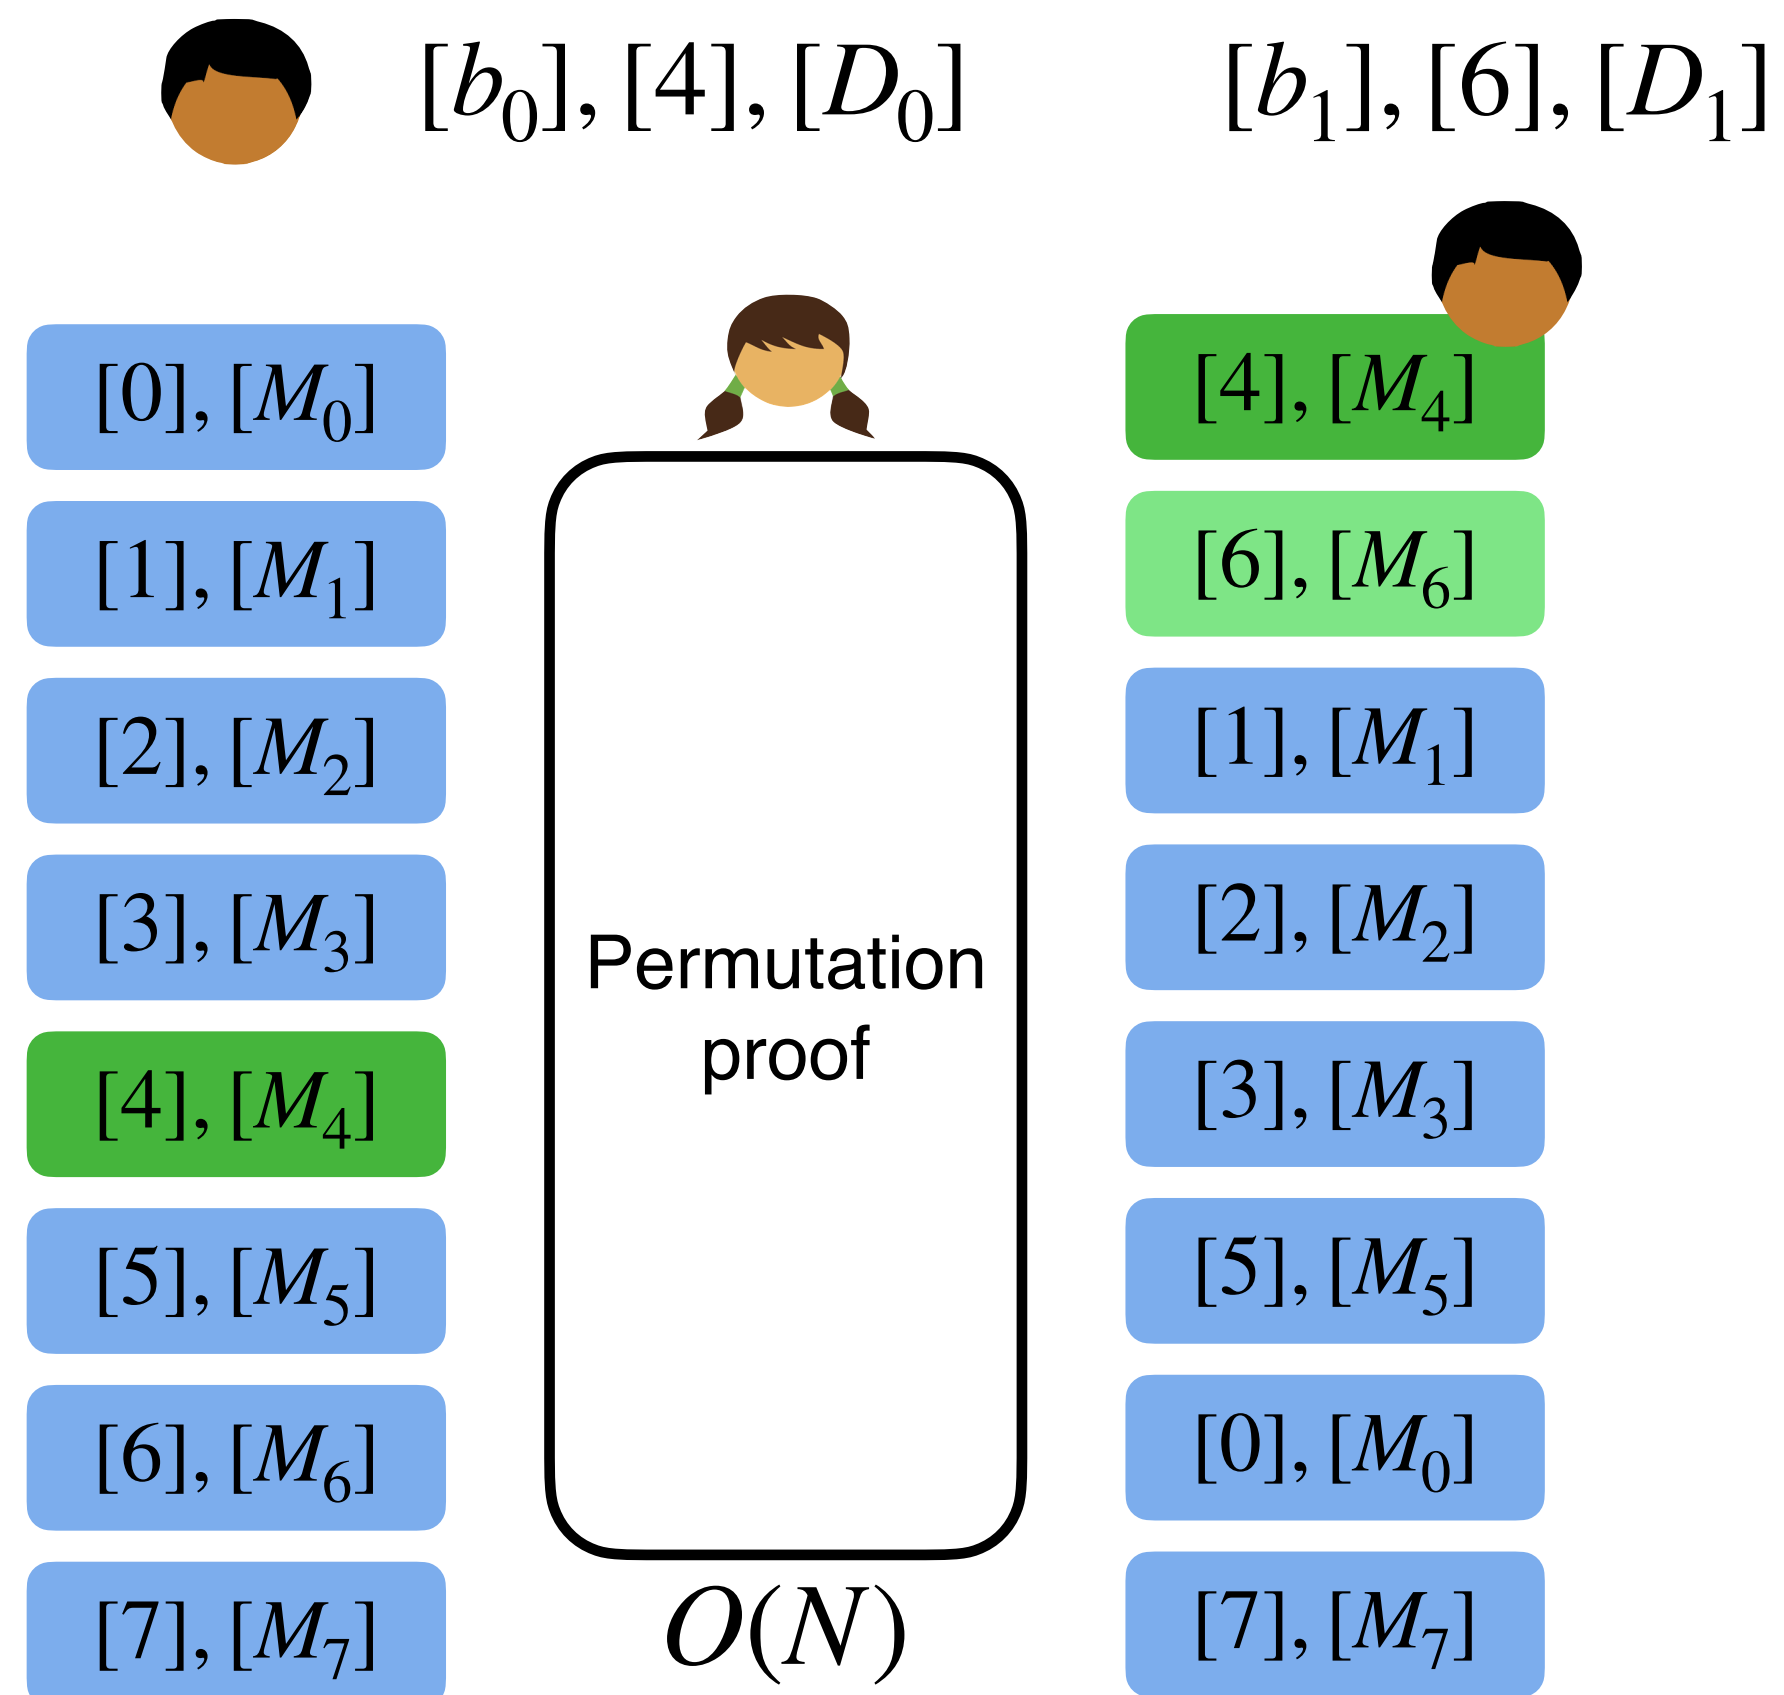 [b₀], [4], [D₀]
[b₁], [6], [D₁]
[0], [M₀]
[1], [M₁]
[2], [M₂]
[3], [M₃]
[4], [M₄]
[5], [M₅]
[6], [M₆]
[7], [M₇]
Permutation
proof
O(N)
[4], [M₄]
[6], [M₆]
[1], [M₁]
[2], [M₂]
[3], [M₃]
[5], [M₅]
[0], [M₀]
[7], [M₇]